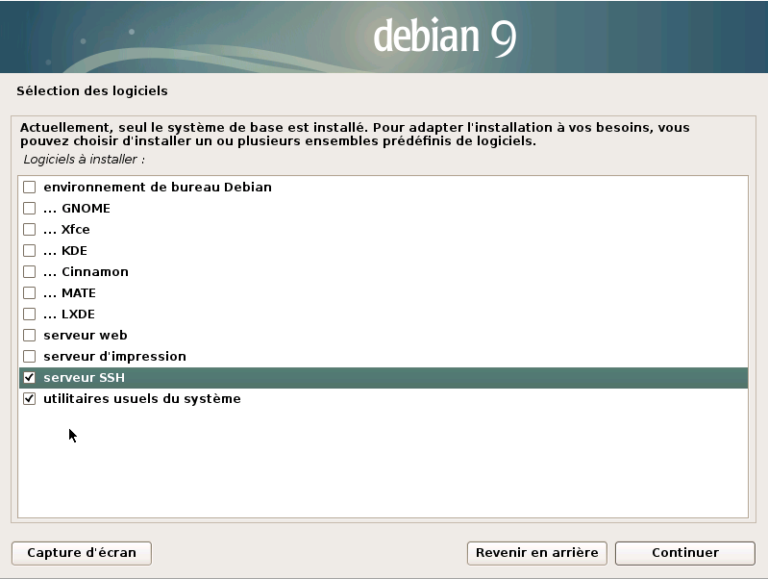 debian 9
Sélection des logiciels
Actuellement, seul le système de base est installé. Pour adapter l'installation à vos besoins, vous
pouvez choisir d'installer un ou plusieurs ensembles prédéfinis de logiciels.
Logiciels à installer :
environnement de bureau Debian
... GNOME
... Xfce
... KDE
... Cinnamon
... MATE
... LXDE
serveur web
serveur d'impression
serveur SSH
utilitaires usuels du système
Capture d'écran
Revenir en arrière
Continuer